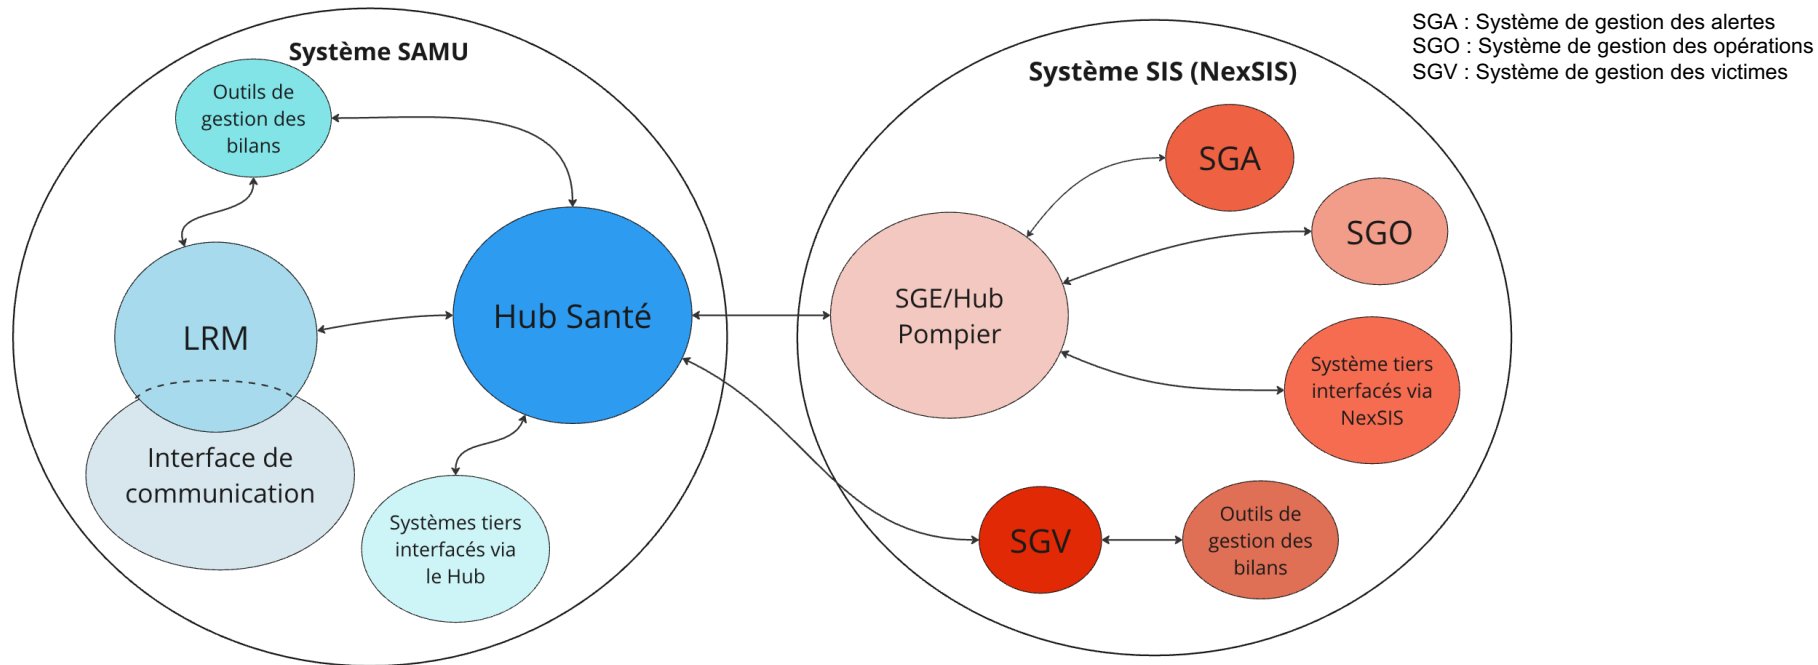 Système SAMU
Outils de
gestion des
bilans
LRM
Hub Santé
Interface de
communication
Systèmes tiers
interfacés via
le Hub
Système SIS (NexSIS)
SGA
SGO
SGE/Hub
Pompier
Système tiers
interfacés via
NexSIS
SGV
Outils de
gestion des
bilans
SGA : Système de gestion des alertes
SGO : Système de gestion des opérations
SGV : Système de gestion des victimes